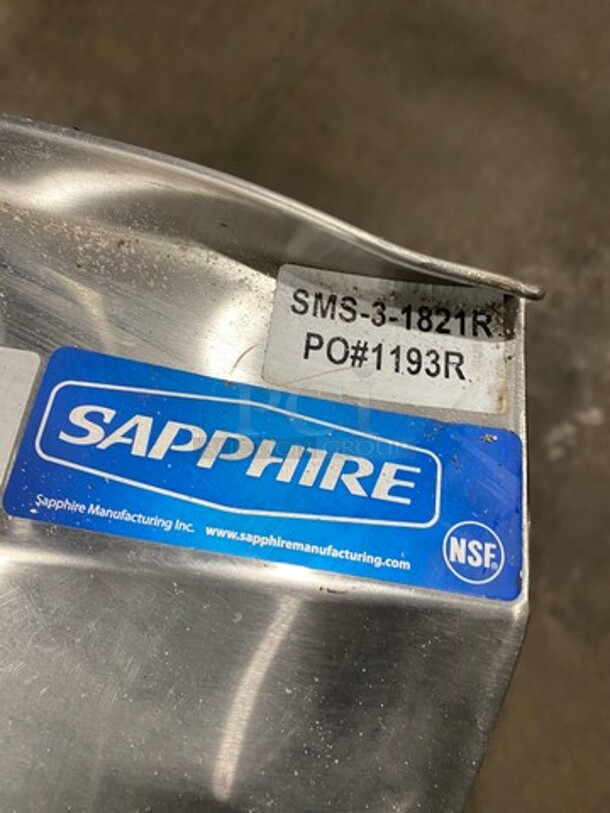 SMS-3-1821R
PO#1193R
SAPPHIRE
Sapphire Manufacturing Inc. www.sapphiremanufacturing.com
NSF®